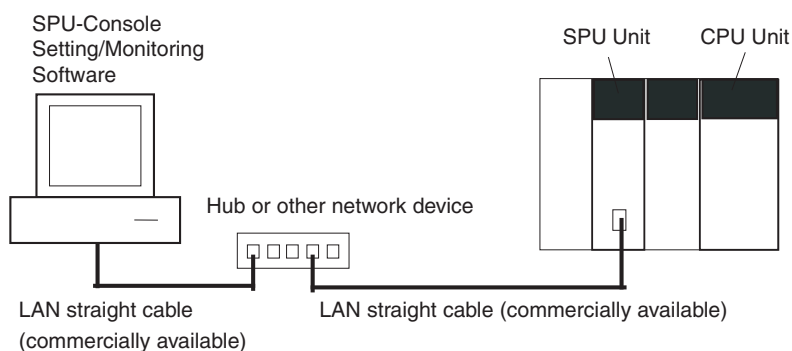 SPU-Console
Setting/Monitoring
Software
SPU Unit
CPU Unit
Hub or other network device
LAN straight cable
(commercially available)
LAN straight cable (commercially available)